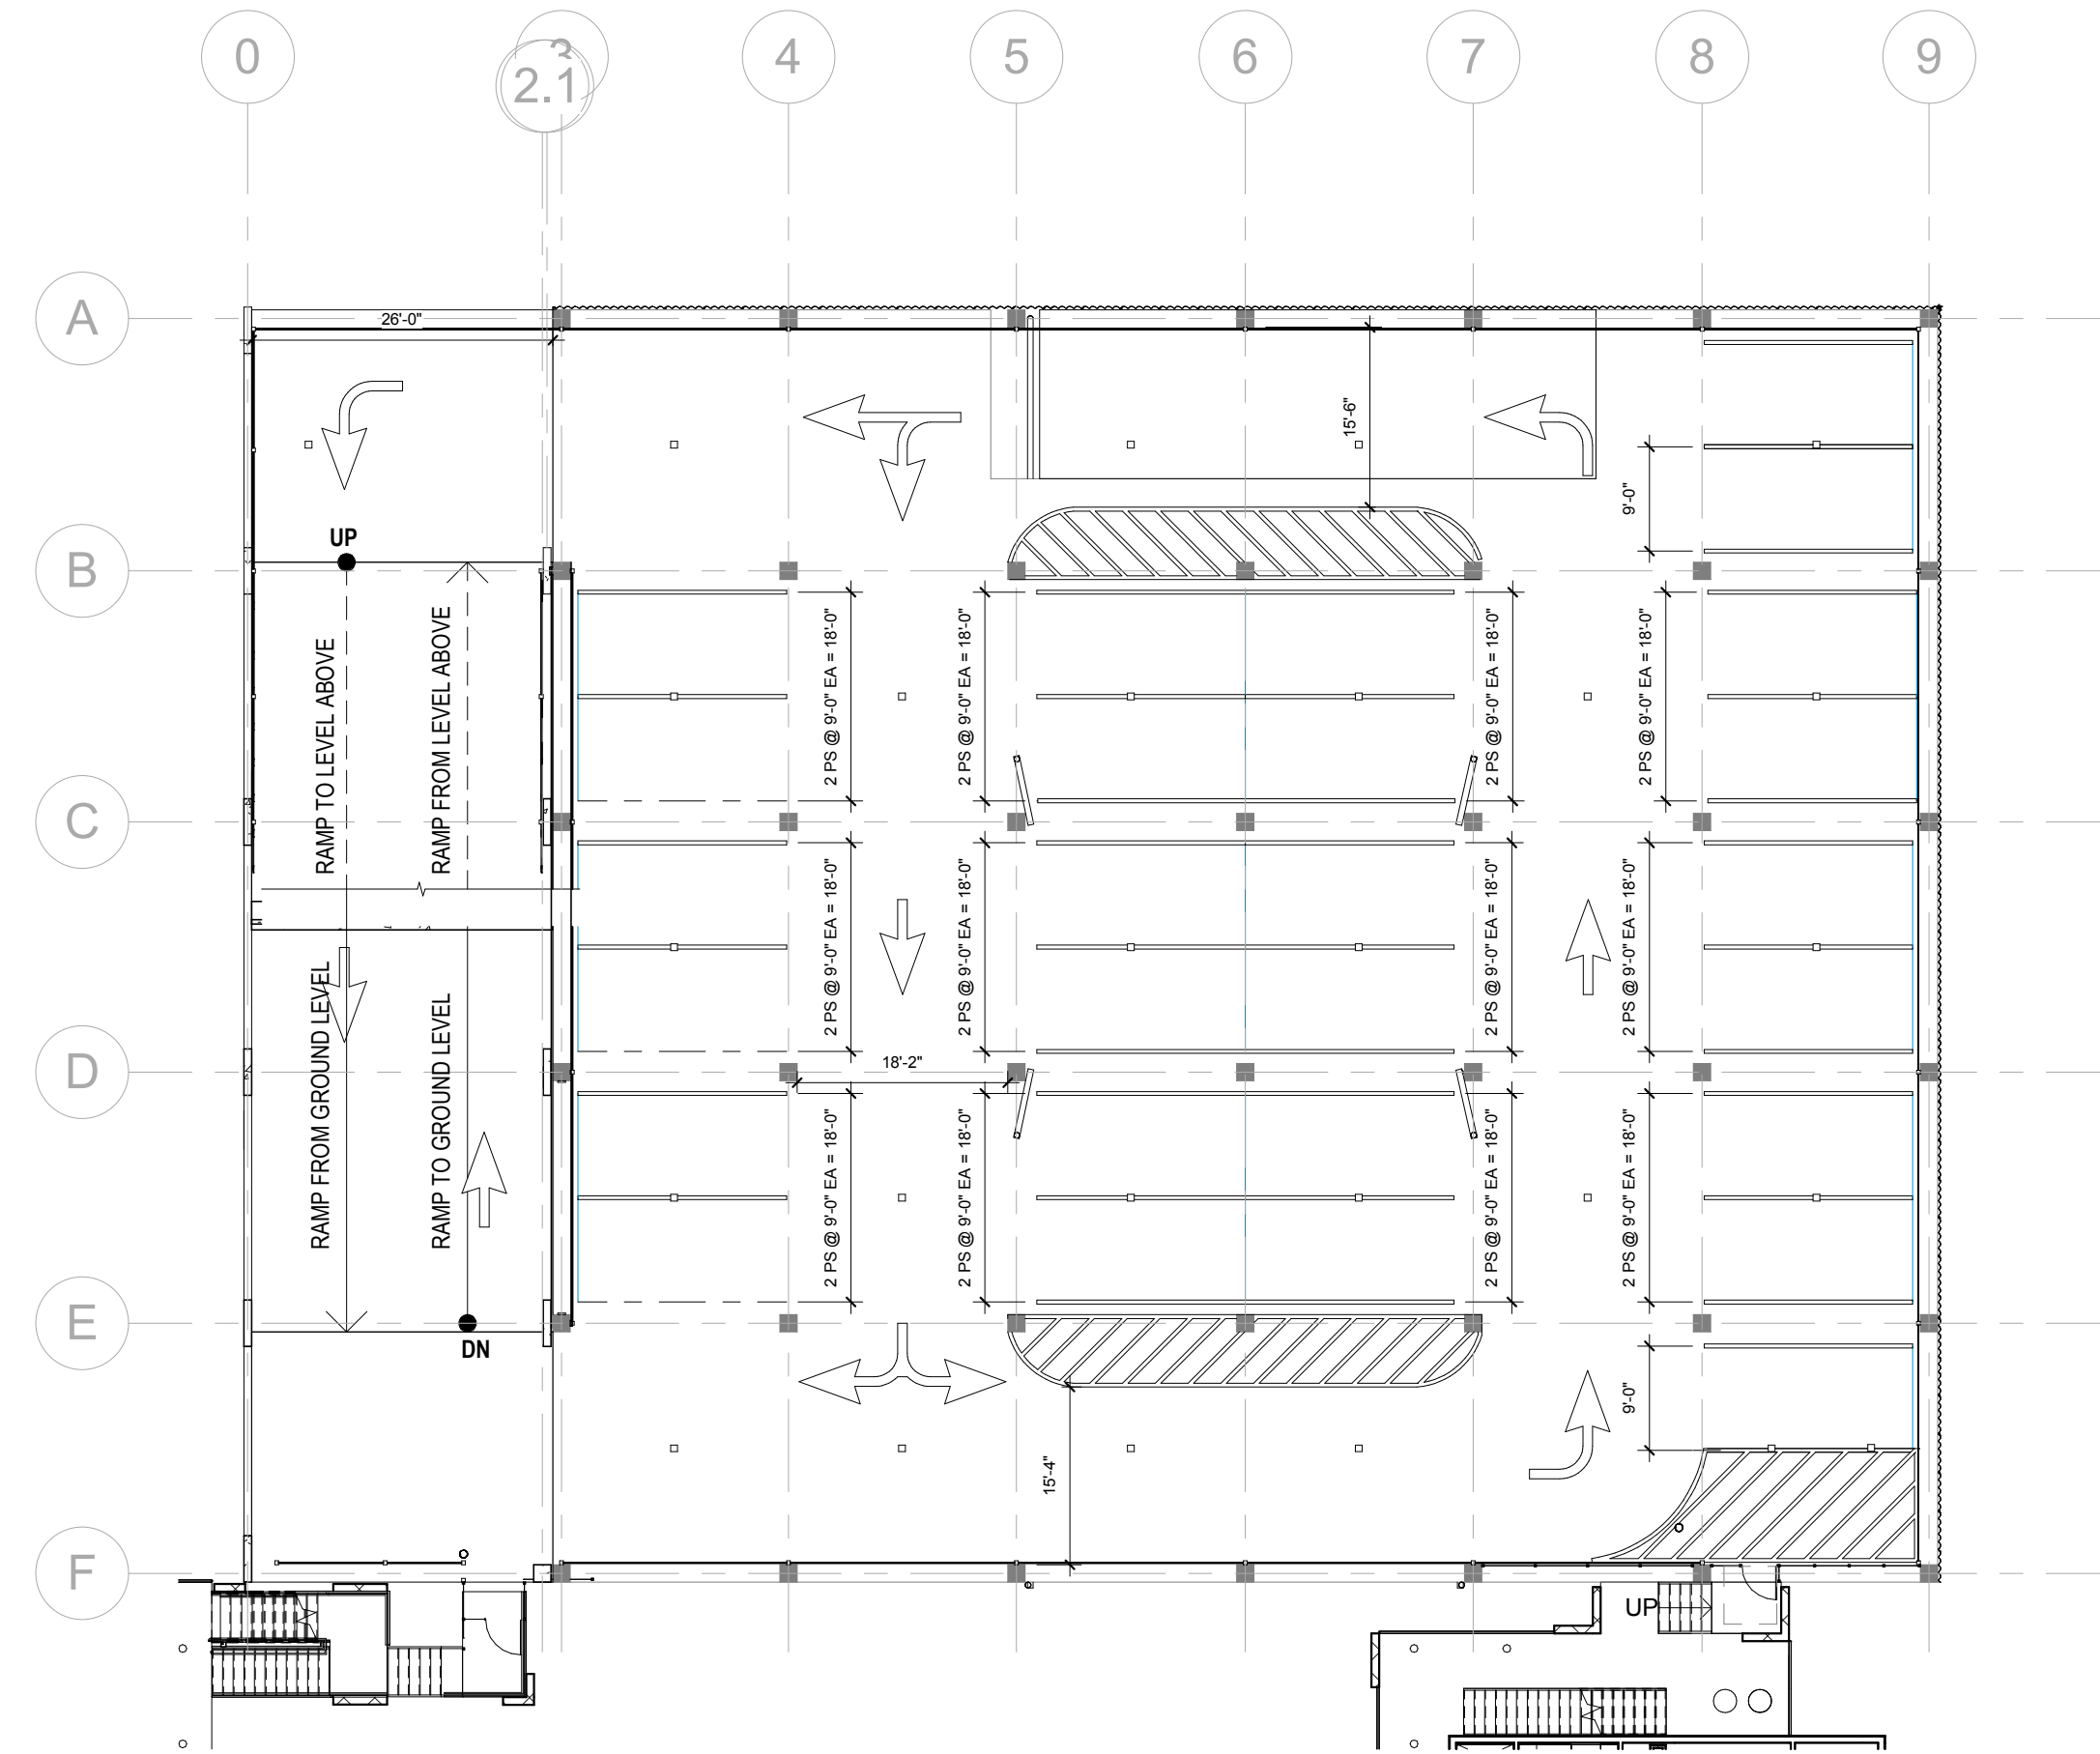 0
3
2.1
4
5
6
7
8
9
A
26'-0"
15'-6"
9'-0"
UP
B
RAMP TO LEVEL ABOVE
RAMP FROM LEVEL ABOVE
2 PS @ 9'-0" EA = 18'-0"
2 PS @ 9'-0" EA = 18'-0"
2 PS @ 9'-0" EA = 18'-0"
2 PS @ 9'-0" EA = 18'-0"
C
2 PS @ 9'-0" EA = 18'-0"
2 PS @ 9'-0" EA = 18'-0"
2 PS @ 9'-0" EA = 18'-0"
2 PS @ 9'-0" EA = 18'-0"
D
18'-2"
RAMP FROM GROUND LEVEL
RAMP TO GROUND LEVEL
2 PS @ 9'-0" EA = 18'-0"
2 PS @ 9'-0" EA = 18'-0"
2 PS @ 9'-0" EA = 18'-0"
2 PS @ 9'-0" EA = 18'-0"
E
DN
9'-0"
15'-4"
F
UP